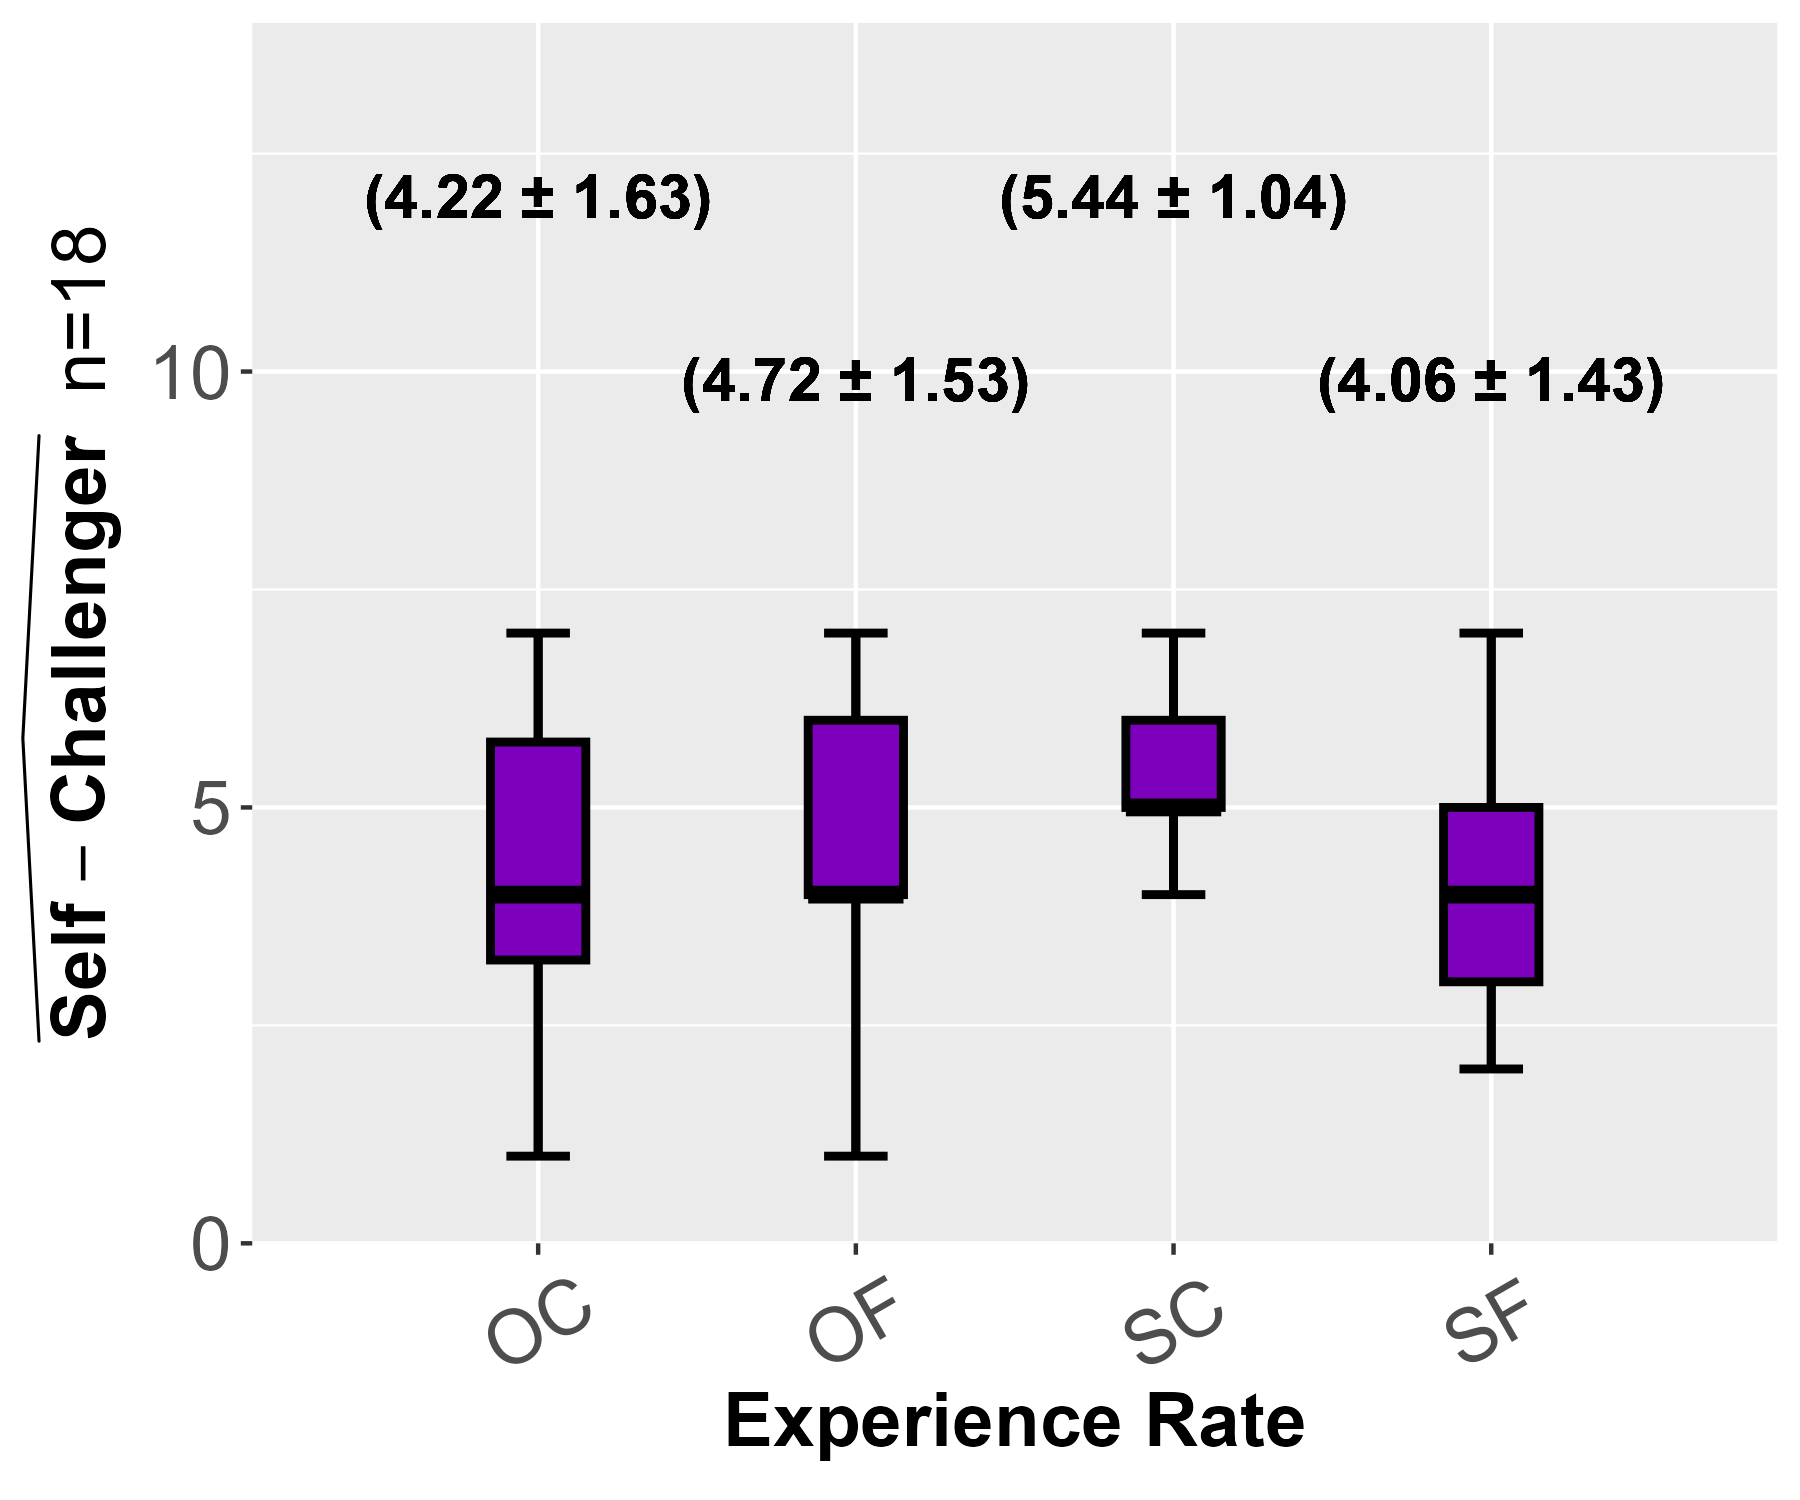 Self – Challenger n=18
(4.22 ± 1.63)
(5.44 ± 1.04)
(4.72 ± 1.53)
(4.06 ± 1.43)
10
5
0
OC
OF
SC
SF
Experience Rate